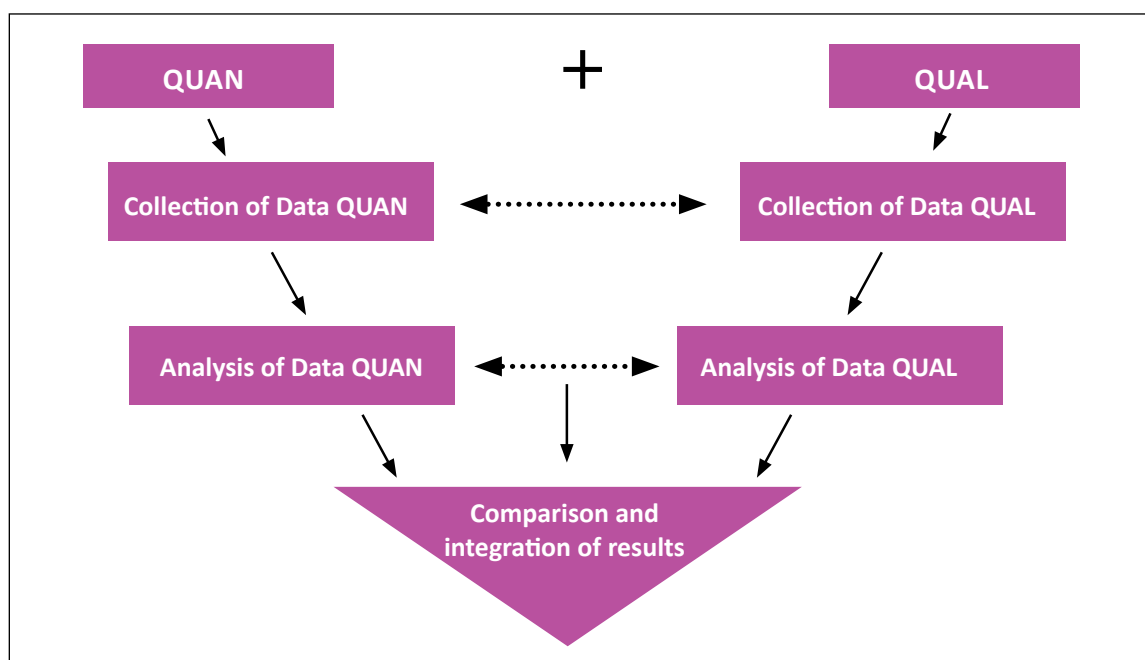 QUAN
+
QUAL
Collection of Data QUAN
Collection of Data QUAL
Analysis of Data QUAN
Analysis of Data QUAL
Comparison and
integration of results